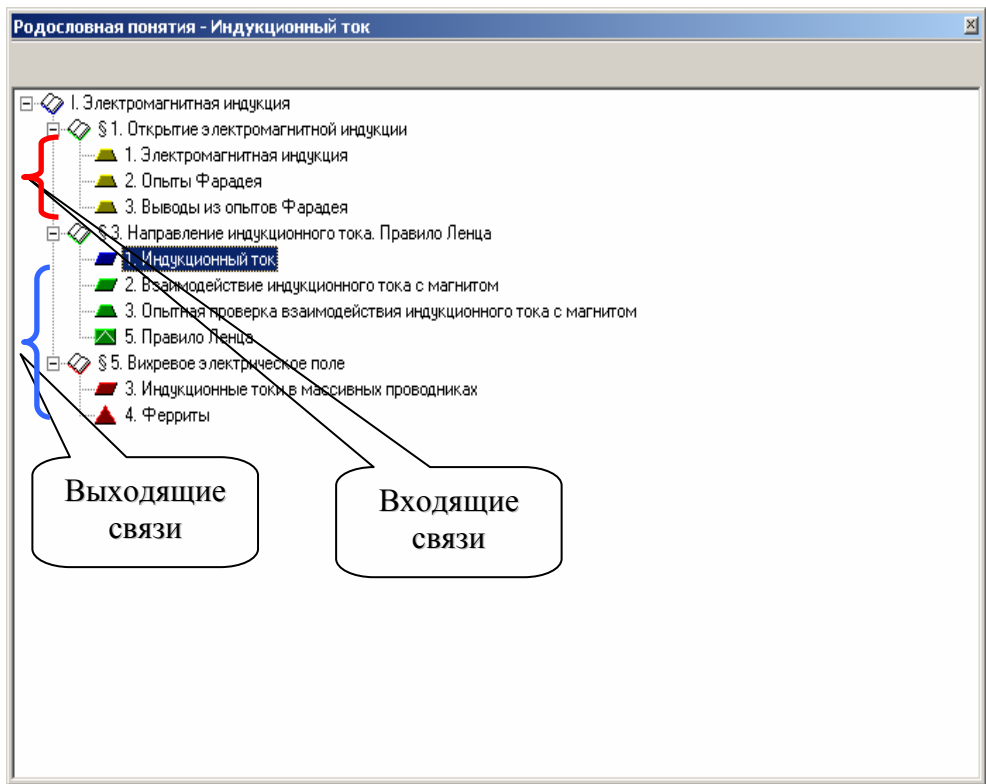 Родословная понятия - Индукционный ток
I. Электромагнитная индукция
§ 1. Открытие электромагнитной индукции
1. Электромагнитная индукция
2. Опыты Фарадея
3. Выводы из опытов Фарадея
§ 3. Направление индукционного тока. Правило Ленца
1. Индукционный ток
2. Взаимодействие индукционного тока с магнитом
3. Опытная проверка взаимодействия индукционного тока с магнитом
5. Правило Ленца
§ 5. Вихревое электрическое поле
3. Индукционные токи в массивных проводниках
4. Ферриты
Выходящие
связи
Входящие
связи